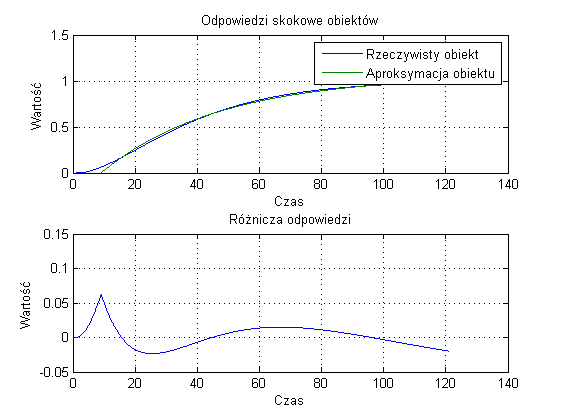 Odpowiedzi skokowe obiektów
1.5
1
0.5
0
Wartość
Rzeczywisty obiekt
Aproksymacja obiektu
0 20 40 60 80 100 120 140
Czas
Różnicza odpowiedzi
0.15
0.1
0.05
0
-0.05
Wartość
0 20 40 60 80 100 120 140
Czas